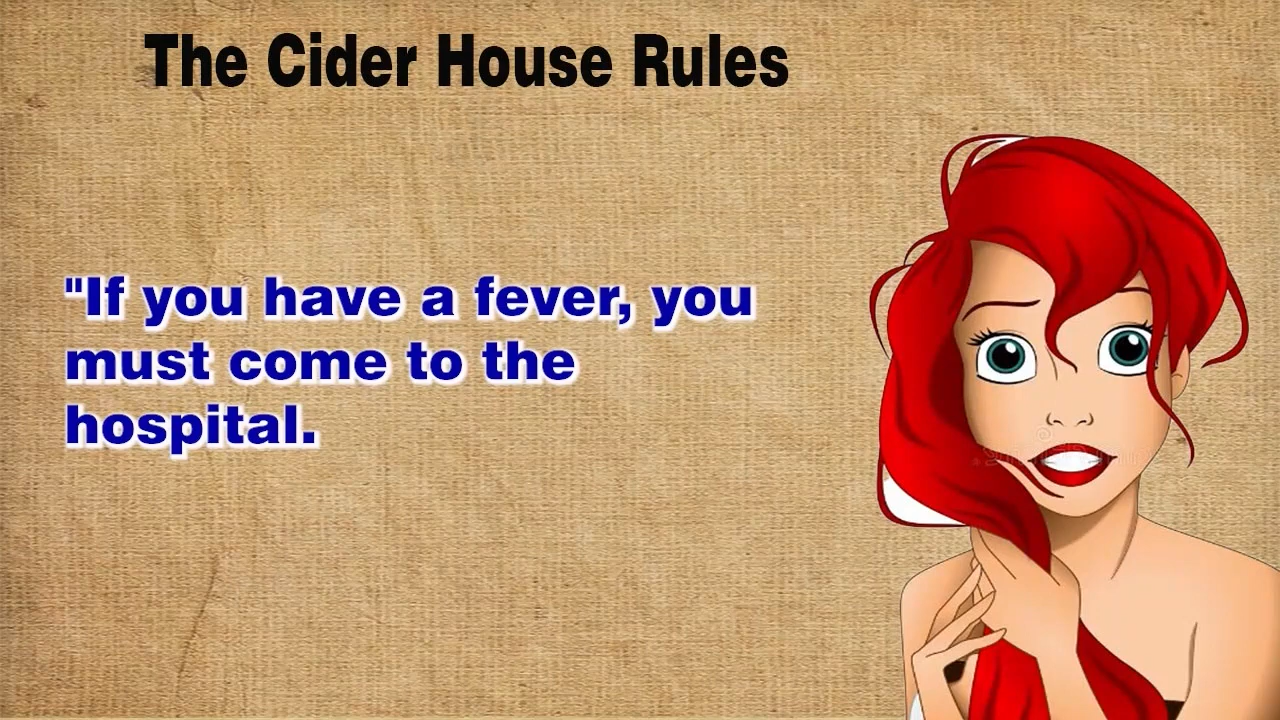 The Cider House Rules
"If you have a fever, you
must come to the
hospital.